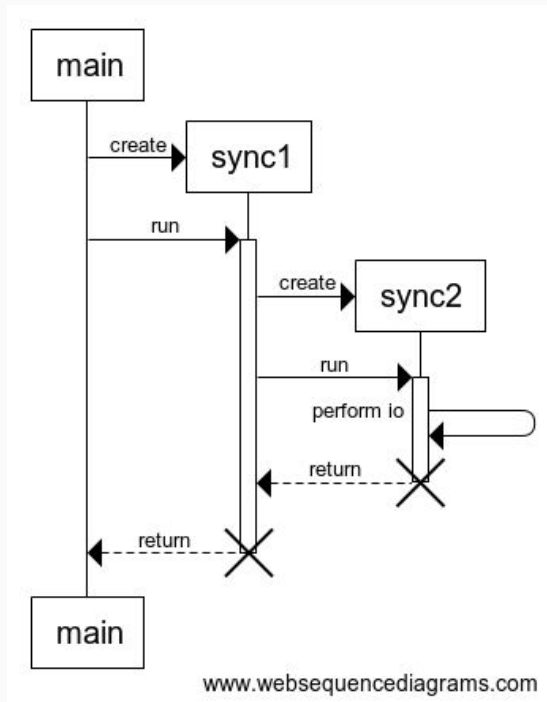 main
create
sync1
run
create
sync2
run
perform io
return
return
main
www.websequencediagrams.com